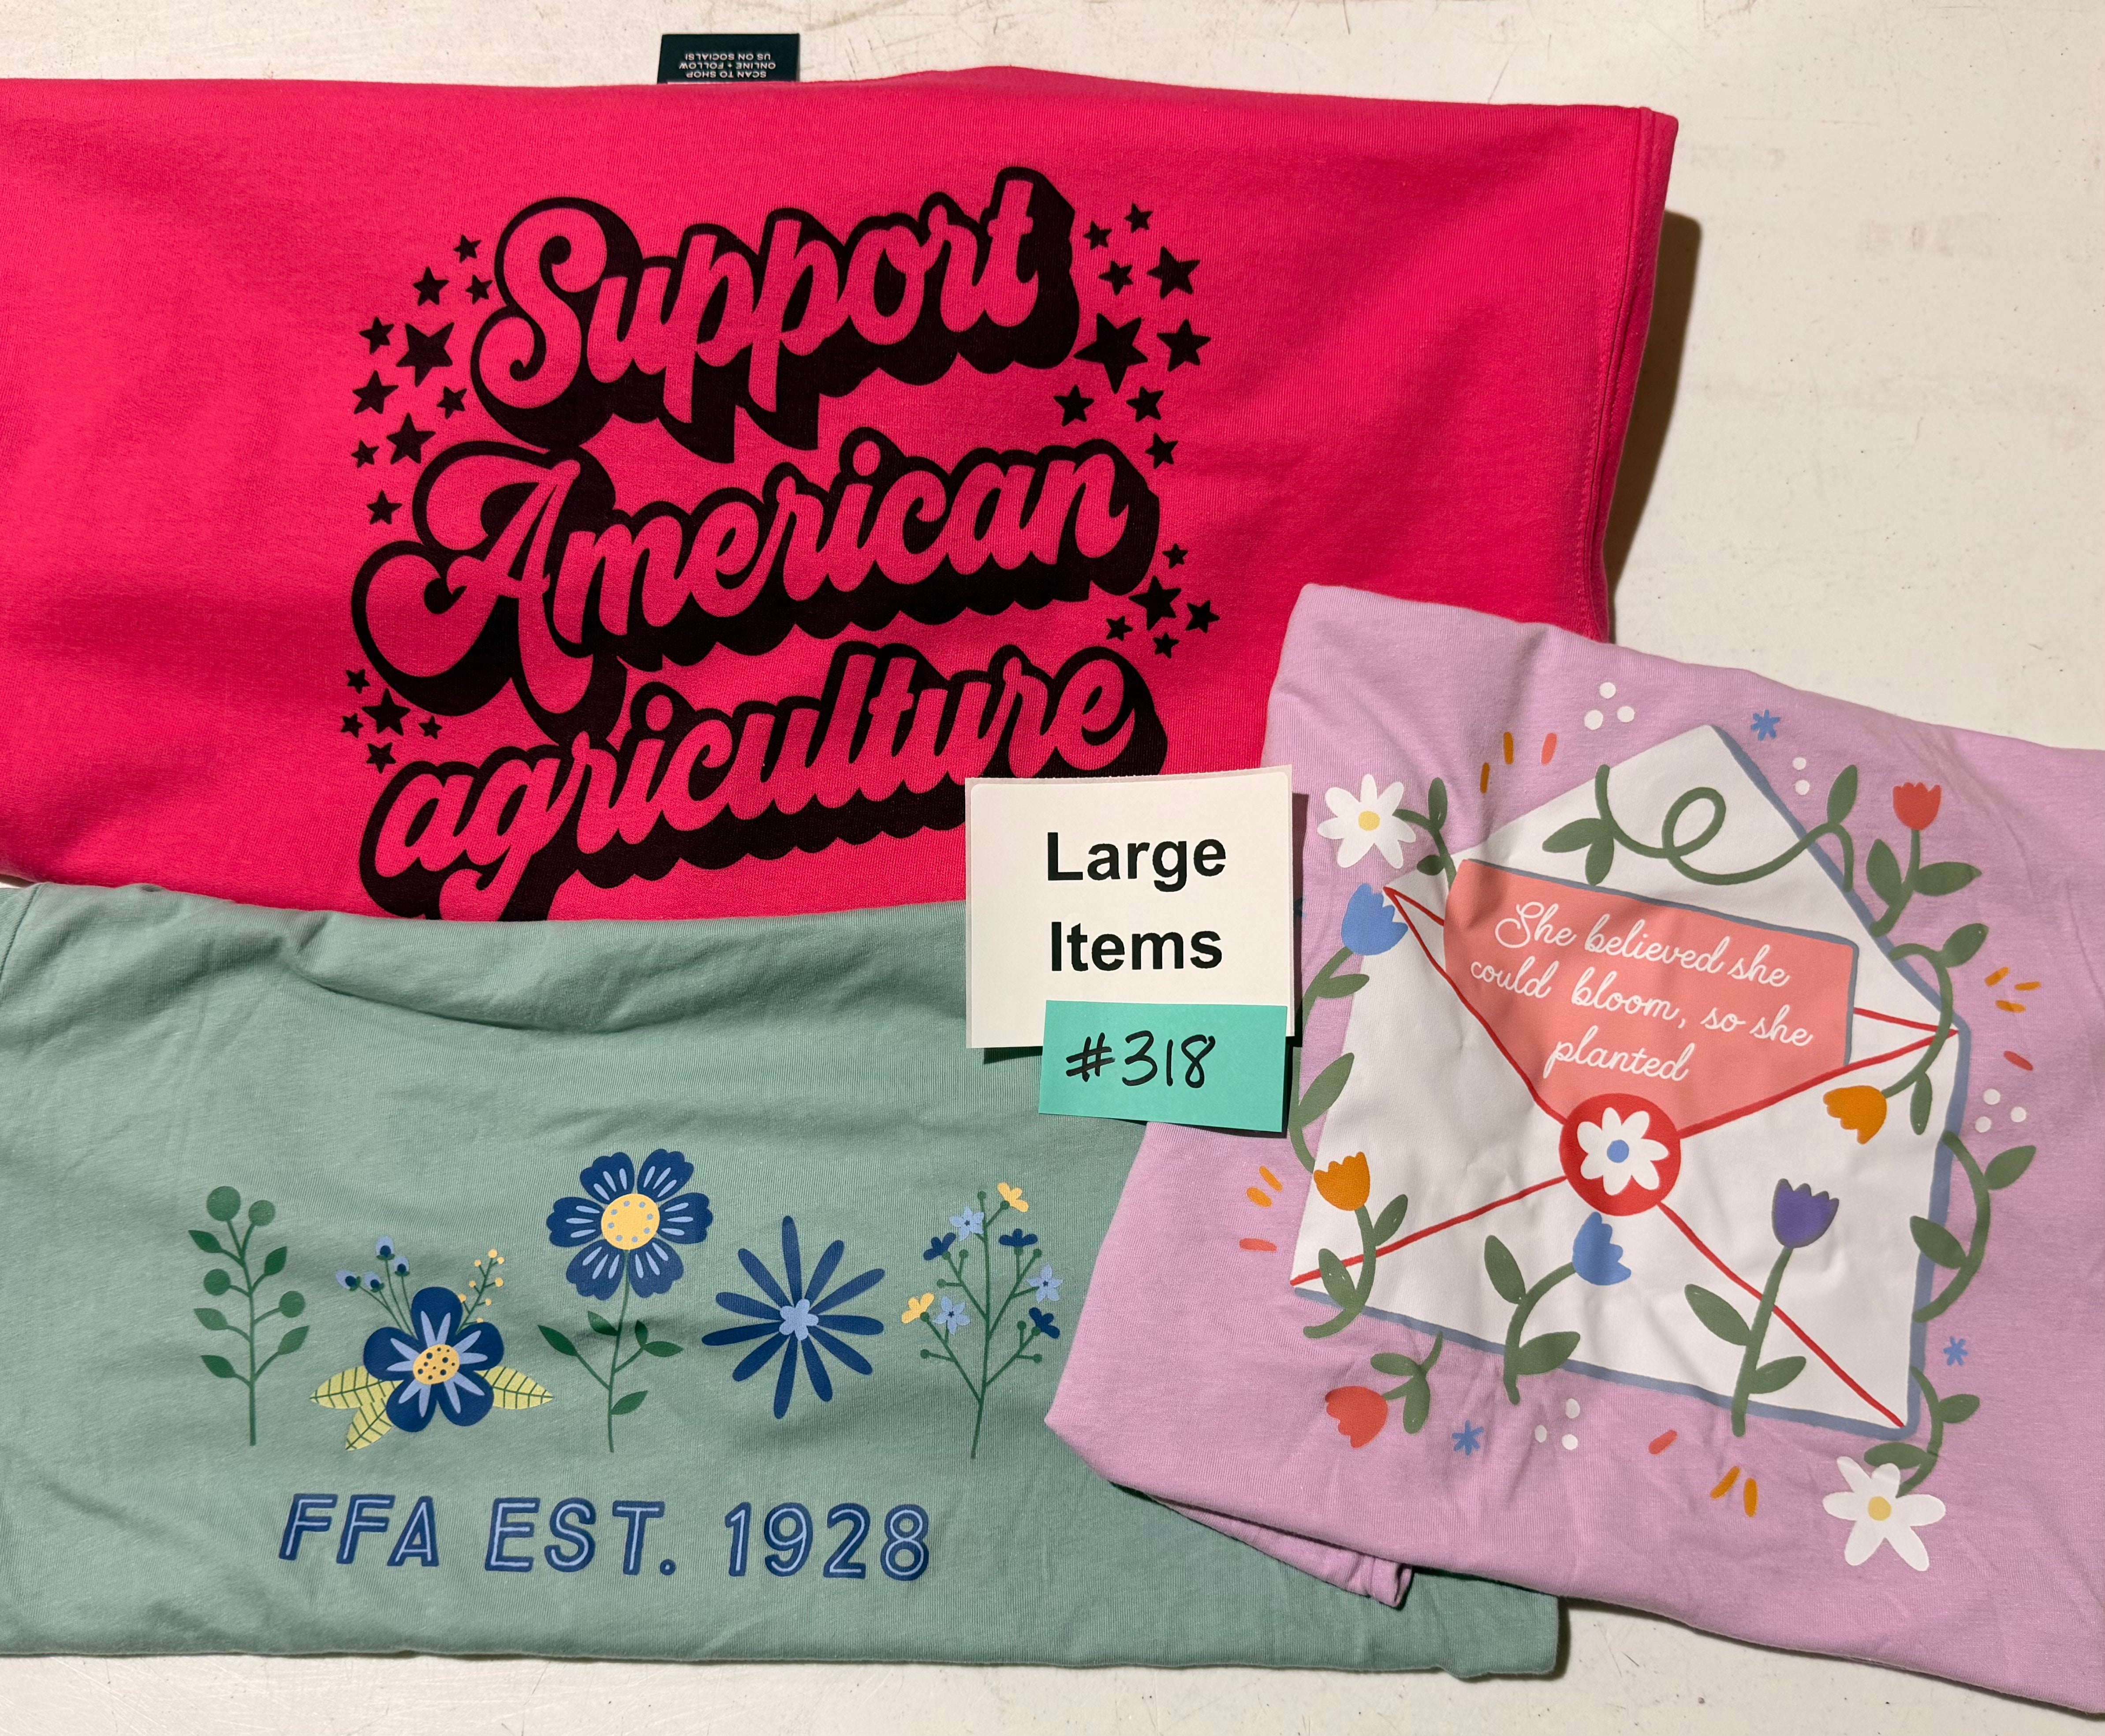 SCAN TO SHOP
ONLINE + FOLLOW
US ON SOCIALS!
Support
American
agriculture
Large
Items
#318
She believed she
could bloom, so she
planted
FFA EST. 1928